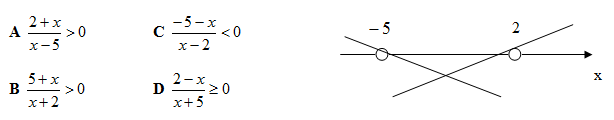 A (2+x)/(x−5) > 0
C (−5−x)/(x−2) < 0
B (5+x)/(x+2) > 0
D (2−x)/(x+5) ≥ 0
−5 2
x